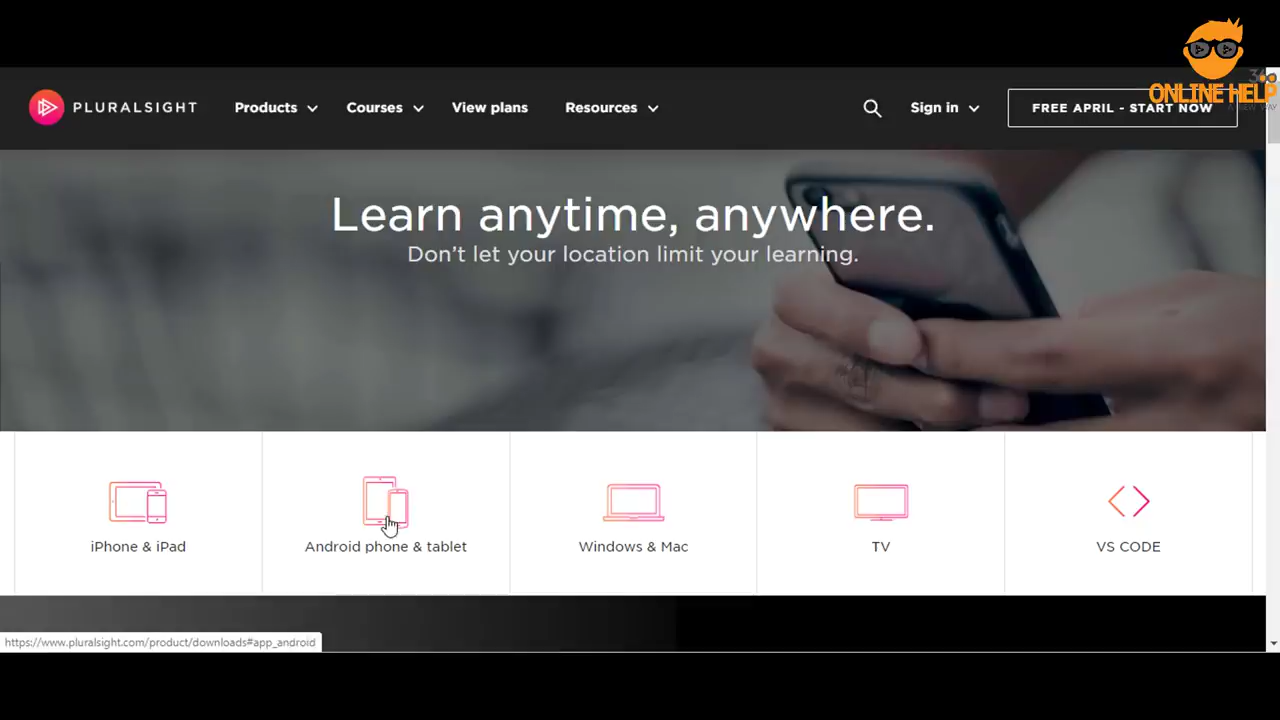 PLURALSIGHT
Products
Courses
View plans
Resources
Sign in
FREE APRIL - START NOW
ONLINE HELP
Learn anytime, anywhere.
Don't let your location limit your learning.
iPhone & iPad
Android phone & tablet
Windows & Mac
TV
VS CODE
https://www.pluralsight.com/product/downloads#app_android